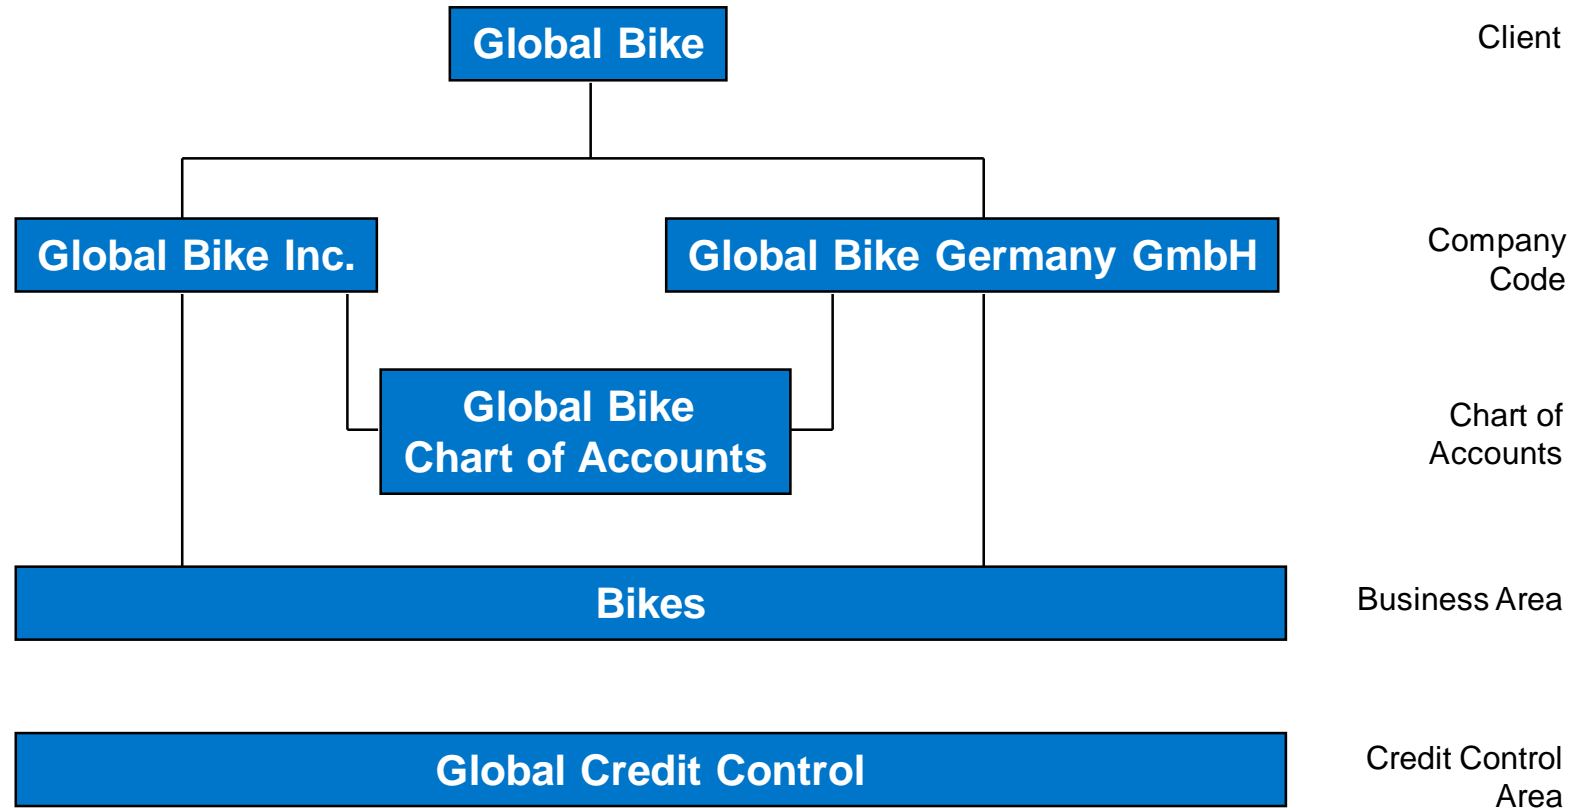 Global Bike
Client
Global Bike Inc.
Global Bike Germany GmbH
Company
Code
Global Bike
Chart of Accounts
Chart of
Accounts
Bikes
Business Area
Global Credit Control
Credit Control
Area